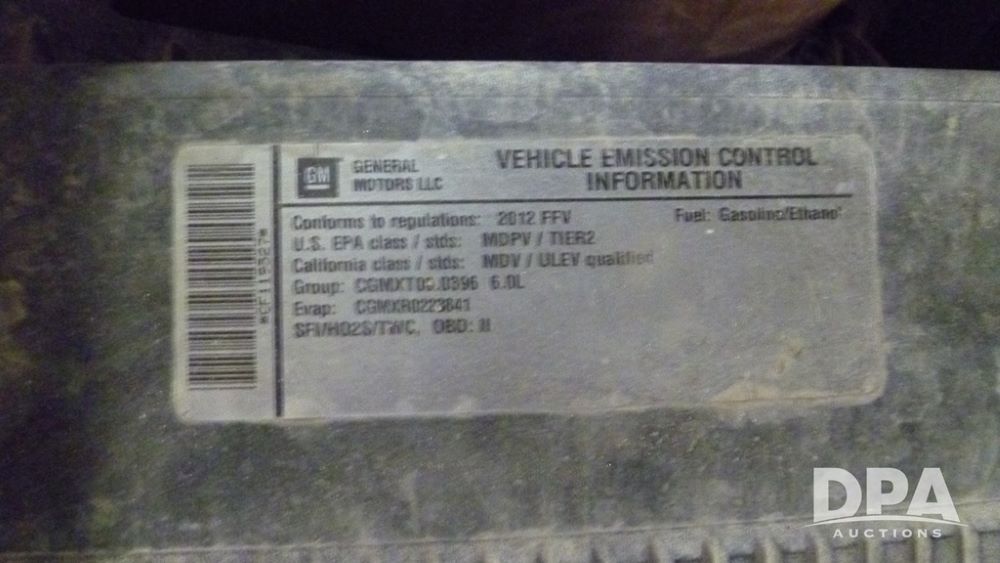 GM
GENERAL
MOTORS LLC
VEHICLE EMISSION CONTROL
INFORMATION
Conforms to regulations: 2012 FFV
Fuel: Gasoline/Ethanol
U.S. EPA class / stds: MDPV / TIER2
California class / stds: MDV / ULEV qualified
Group: 6.0L
Evap: CGMXR0223841
SFI/HO2S/TWC, OBD: II
DPA
AUCTIONS